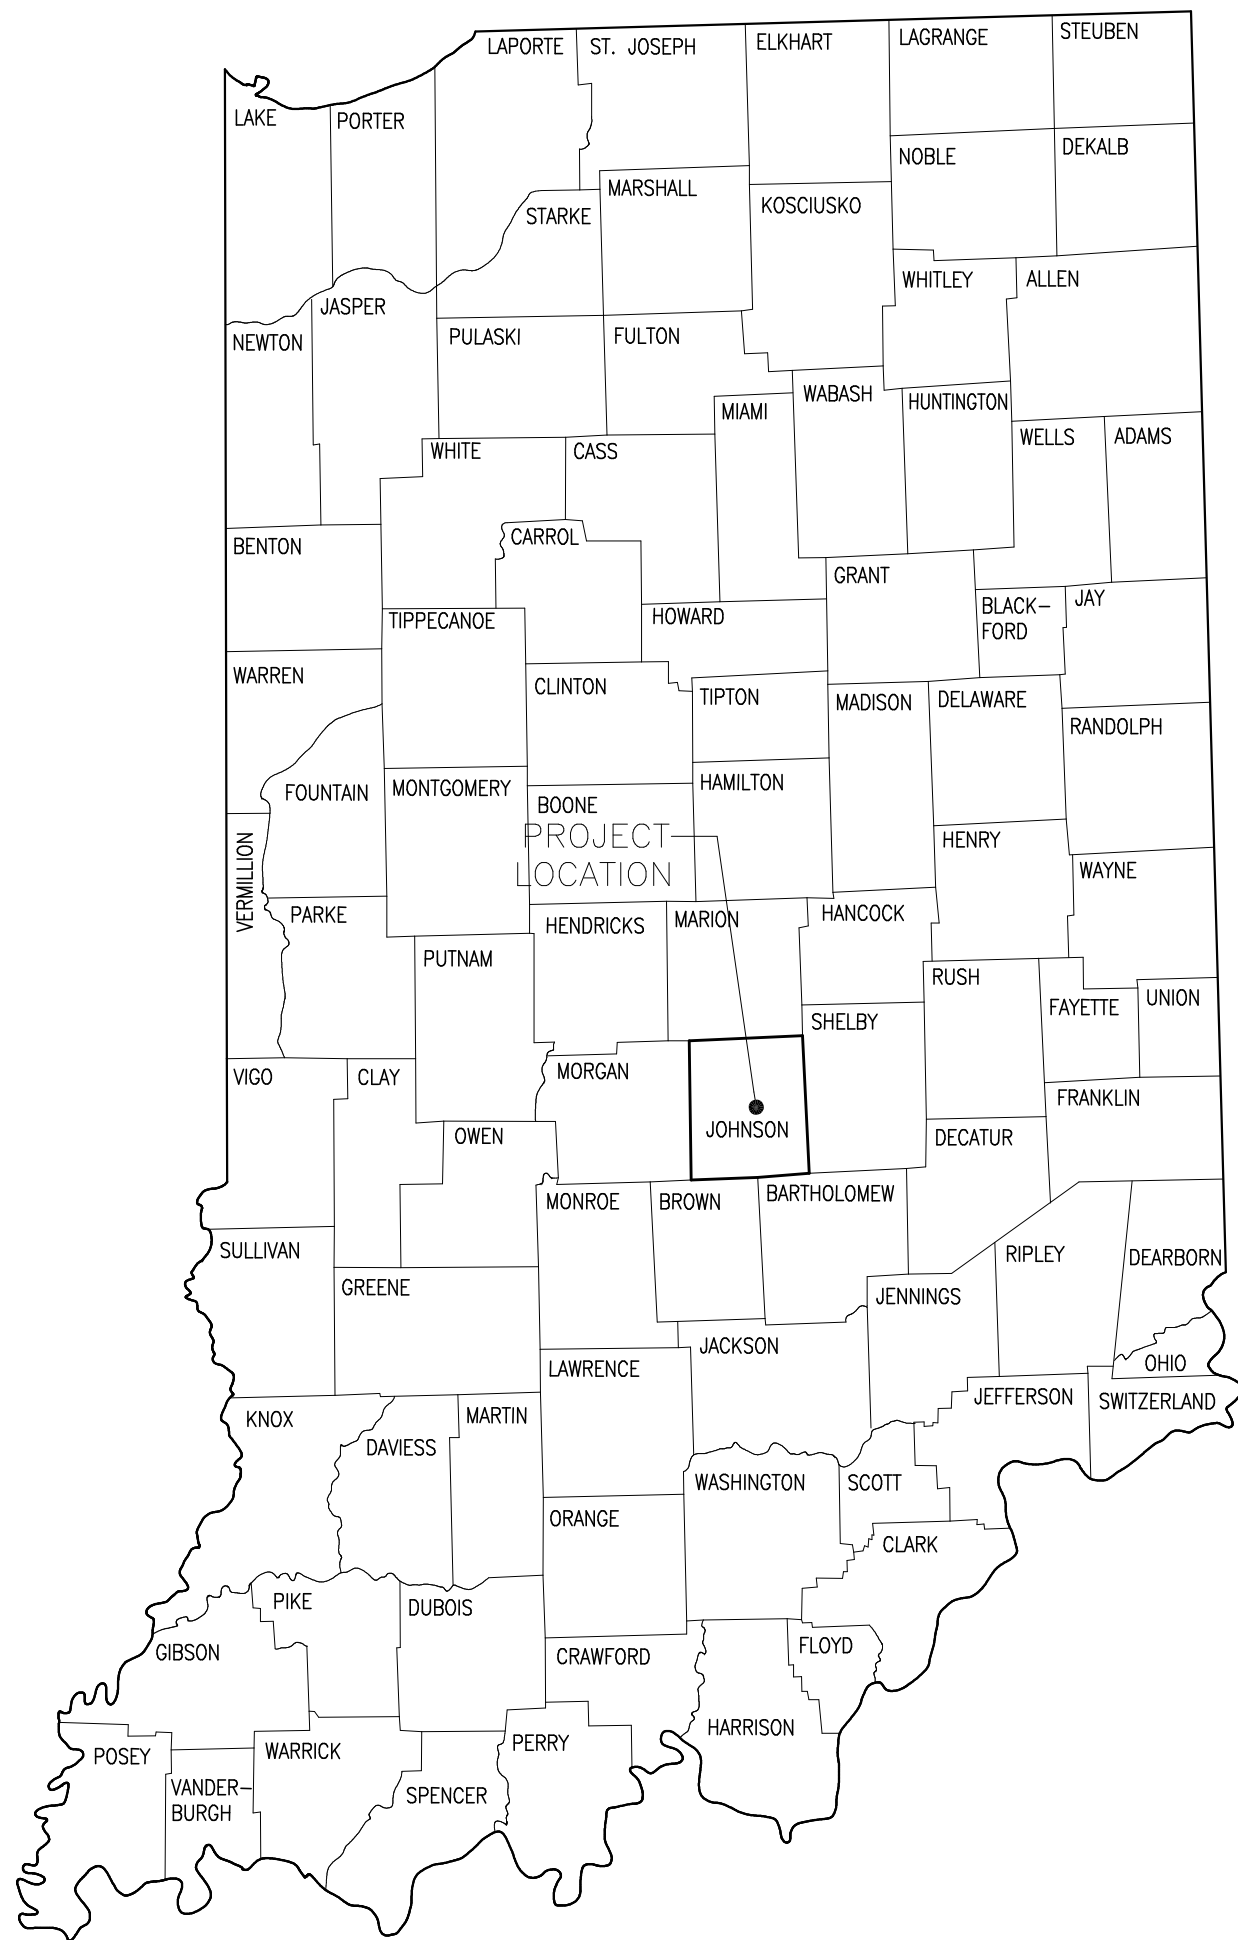 LAPORTE
ST. JOSEPH
ELKHART
LAGRANGE
STEUBEN
LAKE
PORTER
NOBLE
DEKALB
MARSHALL
STARKE
KOSCIUSKO
WHITLEY
ALLEN
JASPER
NEWTON
PULASKI
FULTON
MIAMI
WABASH
HUNTINGTON
WELLS
ADAMS
WHITE
CASS
BENTON
CARROL
GRANT
BLACK-
FORD
JAY
TIPPECANOE
HOWARD
WARREN
CLINTON
TIPTON
MADISON
DELAWARE
RANDOLPH
FOUNTAIN
MONTGOMERY
BOONE
HAMILTON
PROJECT
LOCATION
HENRY
WAYNE
VERMILLION
PARKE
HENDRICKS
MARION
HANCOCK
PUTNAM
RUSH
FAYETTE
UNION
SHELBY
VIGO
CLAY
MORGAN
FRANKLIN
OWEN
JOHNSON
DECATUR
MONROE
BROWN
BARTHOLOMEW
SULLIVAN
RIPLEY
DEARBORN
GREENE
JENNINGS
JACKSON
LAWRENCE
OHIO
JEFFERSON
SWITZERLAND
KNOX
MARTIN
DAVIESS
WASHINGTON
SCOTT
ORANGE
CLARK
PIKE
DUBOIS
GIBSON
CRAWFORD
FLOYD
HARRISON
POSEY
WARRICK
PERRY
VANDER-
BURGH
SPENCER